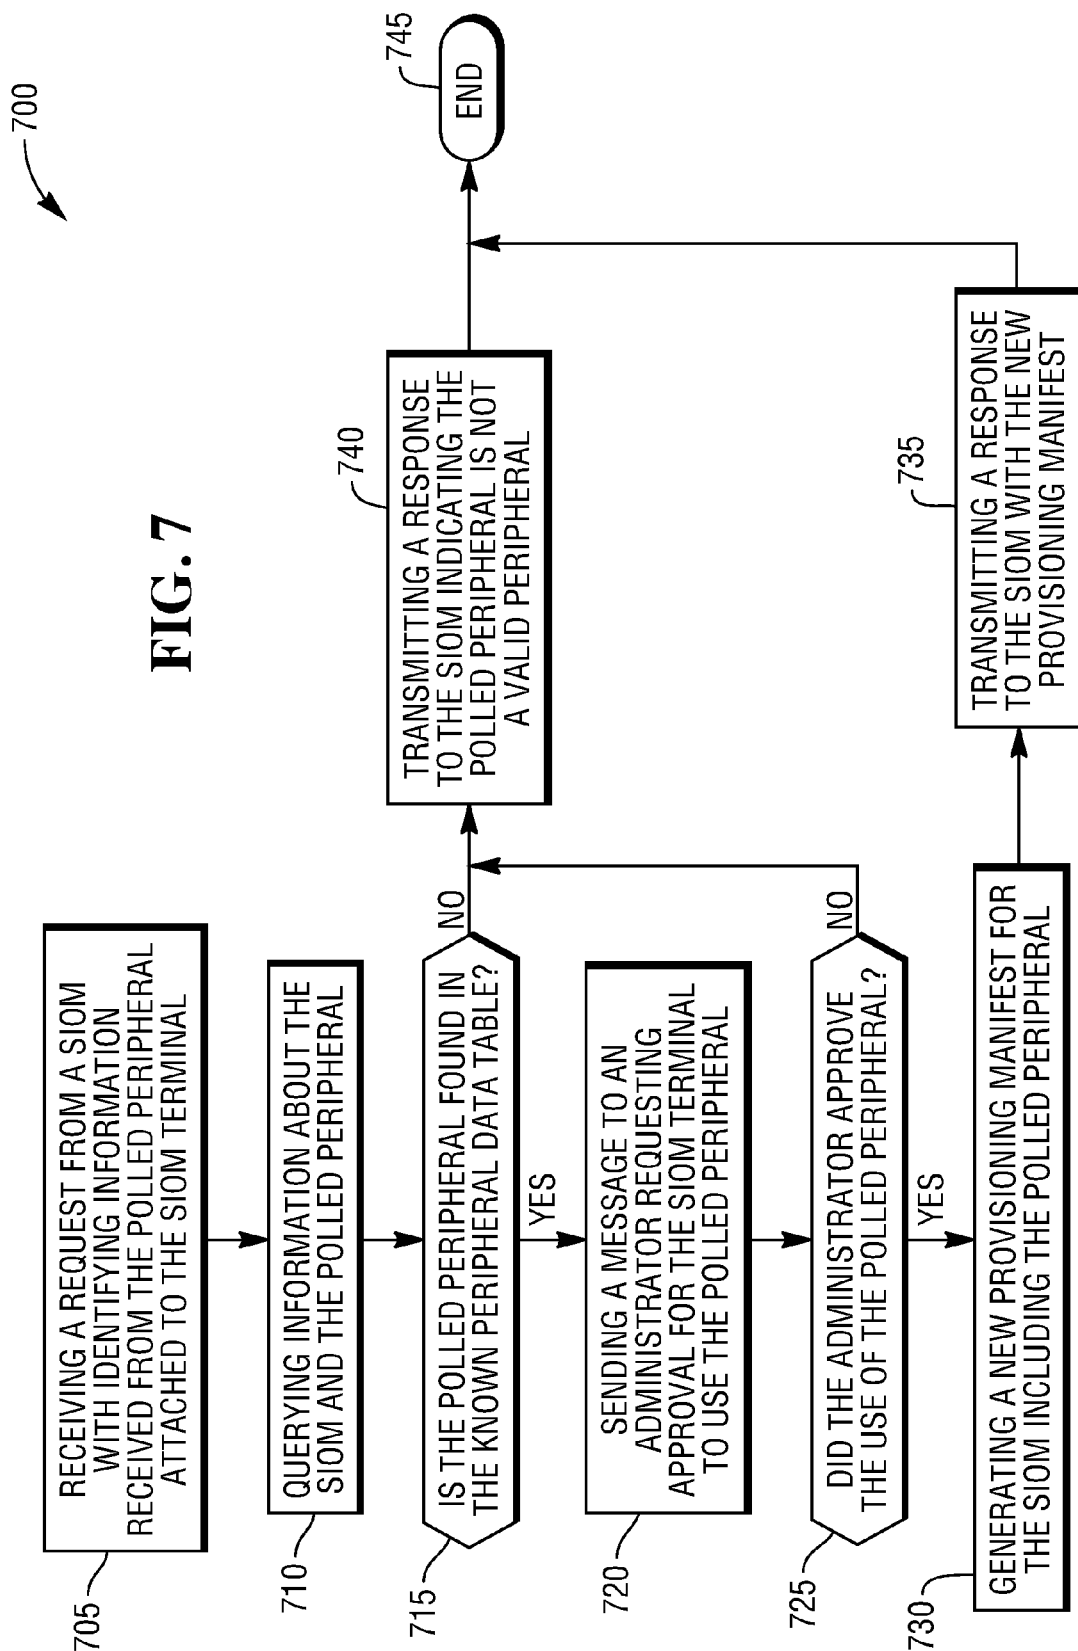 700
FIG. 7
705
RECEIVING A REQUEST FROM A SIOM
WITH IDENTIFYING INFORMATION
RECEIVED FROM THE POLLED PERIPHERAL
ATTACHED TO THE SIOM TERMINAL
710
QUERYING INFORMATION ABOUT THE
SIOM AND THE POLLED PERIPHERAL
715
IS THE POLLED PERIPHERAL FOUND IN
THE KNOWN PERIPHERAL DATA TABLE?
NO
YES
720
SENDING A MESSAGE TO AN
ADMINISTRATOR REQUESTING
APPROVAL FOR THE SIOM TERMINAL
TO USE THE POLLED PERIPHERAL
725
DID THE ADMINISTRATOR APPROVE
THE USE OF THE POLLED PERIPHERAL?
NO
YES
730
GENERATING A NEW PROVISIONING MANIFEST FOR
THE SIOM INCLUDING THE POLLED PERIPHERAL
740
TRANSMITTING A RESPONSE
TO THE SIOM INDICATING THE
POLLED PERIPHERAL IS NOT
A VALID PERIPHERAL
735
TRANSMITTING A RESPONSE
TO THE SIOM WITH THE NEW
PROVISIONING MANIFEST
745
END